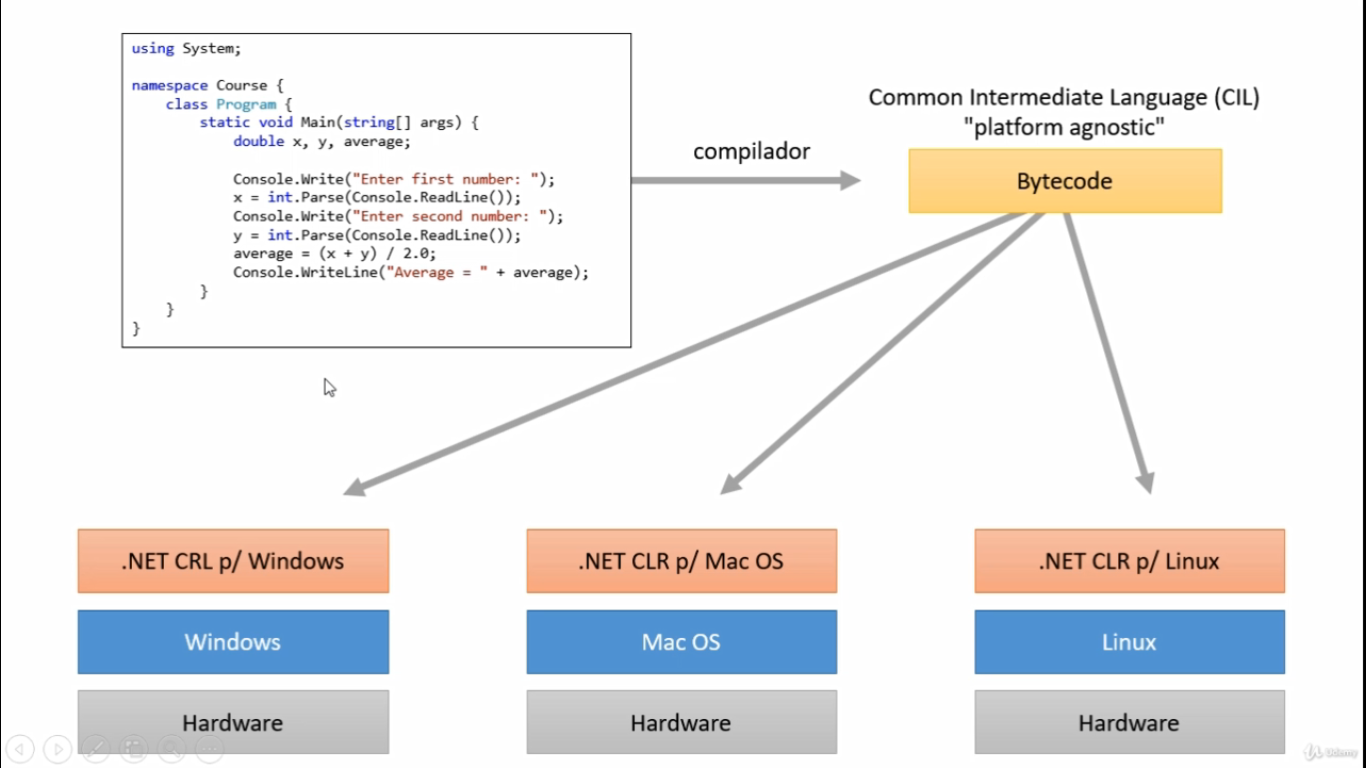 using System;
namespace Course {
class Program {
static void Main(string[] args) {
double x, y, average;
Console.Write("Enter first number: ");
x = int.Parse(Console.ReadLine());
Console.Write("Enter second number: ");
y = int.Parse(Console.ReadLine());
average = (x + y) / 2.0;
Console.WriteLine("Average = " + average);
}
}
}
compilador
Common Intermediate Language (CIL)
"platform agnostic"
Bytecode
.NET CRL p/ Windows
.NET CLR p/ Mac OS
.NET CLR p/ Linux
Windows
Mac OS
Linux
Hardware
Hardware
Hardware
Udemy